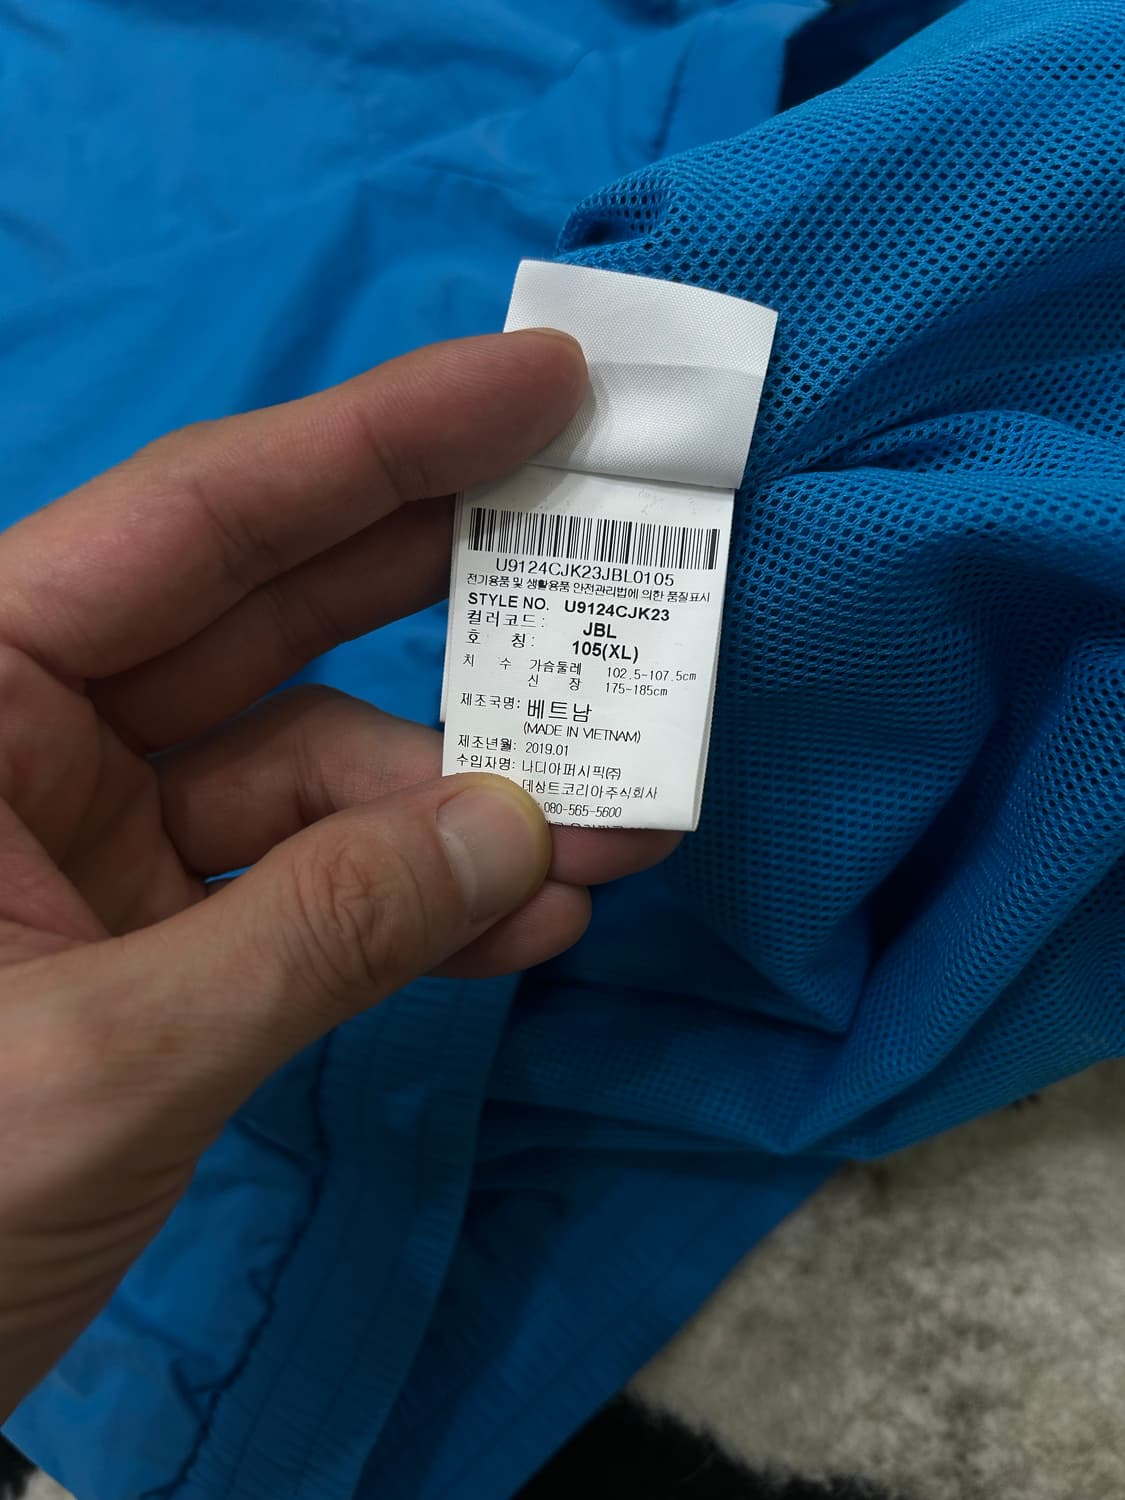 U9124CJK23JBL0105
전기용품 및 생활용품 안전관리법에 의한 품질표시
STYLE NO. U9124CJK23
컬러코드: JBL
호 칭: 105(XL)
치 수 가슴둘레 102.5-107.5cm
신 장 175-185cm
제조국명: 베트남
(MADE IN VIETNAM)
제조년월: 2019.01
수입자명: 나디아퍼시픽(주)
데상트코리아주식회사
080-565-5600